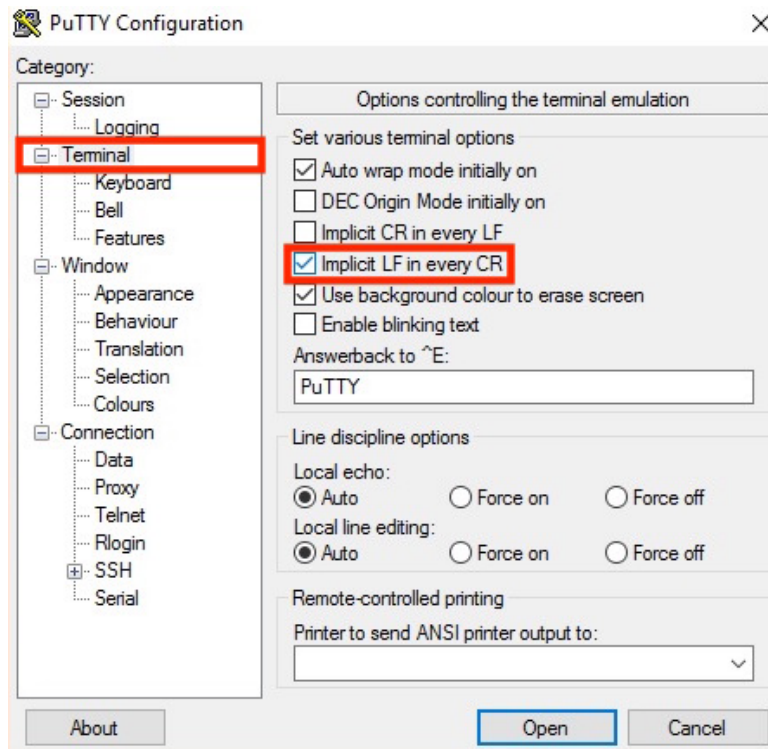 PuTTY Configuration
Category:
Session
Logging
Terminal
Keyboard
Bell
Features
Window
Appearance
Behaviour
Translation
Selection
Colours
Connection
Data
Proxy
Telnet
Rlogin
SSH
Serial
Options controlling the terminal emulation
Set various terminal options
Auto wrap mode initially on
DEC Origin Mode initially on
Implicit CR in every LF
Implicit LF in every CR
Use background colour to erase screen
Enable blinking text
Answerback to ^E:
PuTTY
Line discipline options
Local echo:
Auto Force on Force off
Local line editing:
Auto Force on Force off
Remote-controlled printing
Printer to send ANSI printer output to:
About Open Cancel